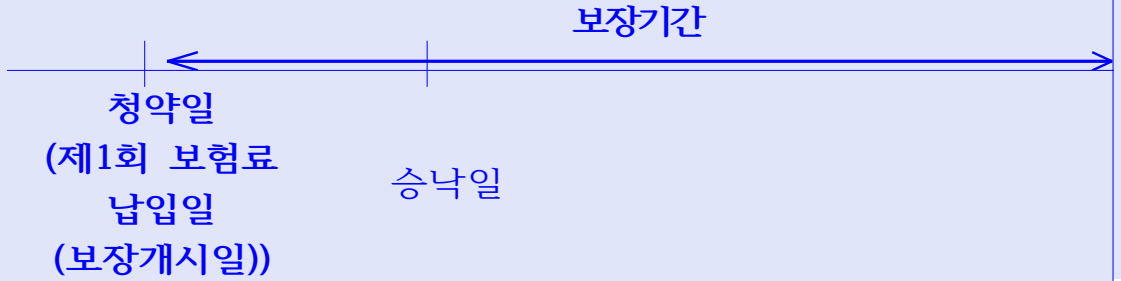 보장기간
청약일
(제1회 보험료
납입일
(보장개시일))
승낙일